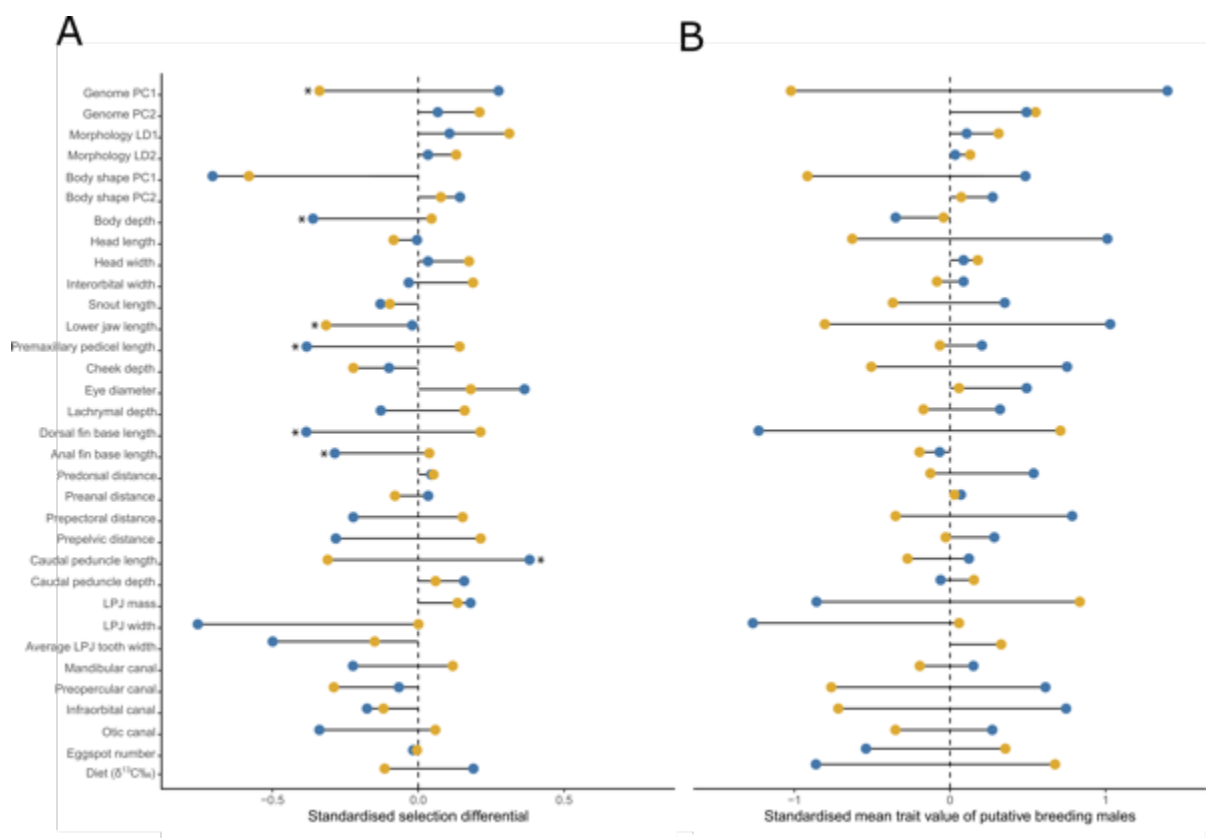 A
B
Genome PC1
Genome PC2
Morphology LD1
Morphology LD2
Body shape PC1
Body shape PC2
Body depth
Head length
Head width
Interorbital width
Snout length
Lower jaw length
Premaxillary pedicel length
Cheek depth
Eye diameter
Lachrymal depth
Dorsal fin base length
Anal fin base length
Predorsal distance
Preanal distance
Prepectoral distance
Prepelvic distance
Caudal peduncle length
Caudal peduncle depth
LPJ mass
LPJ width
Average LPJ tooth width
Mandibular canal
Preopercular canal
Infraorbital canal
Otic canal
Eggspot number
Diet (δ¹³C‰)
−0.5 0.0 0.5
Standardised selection differential
−1 0 1
Standardised mean trait value of putative breeding males